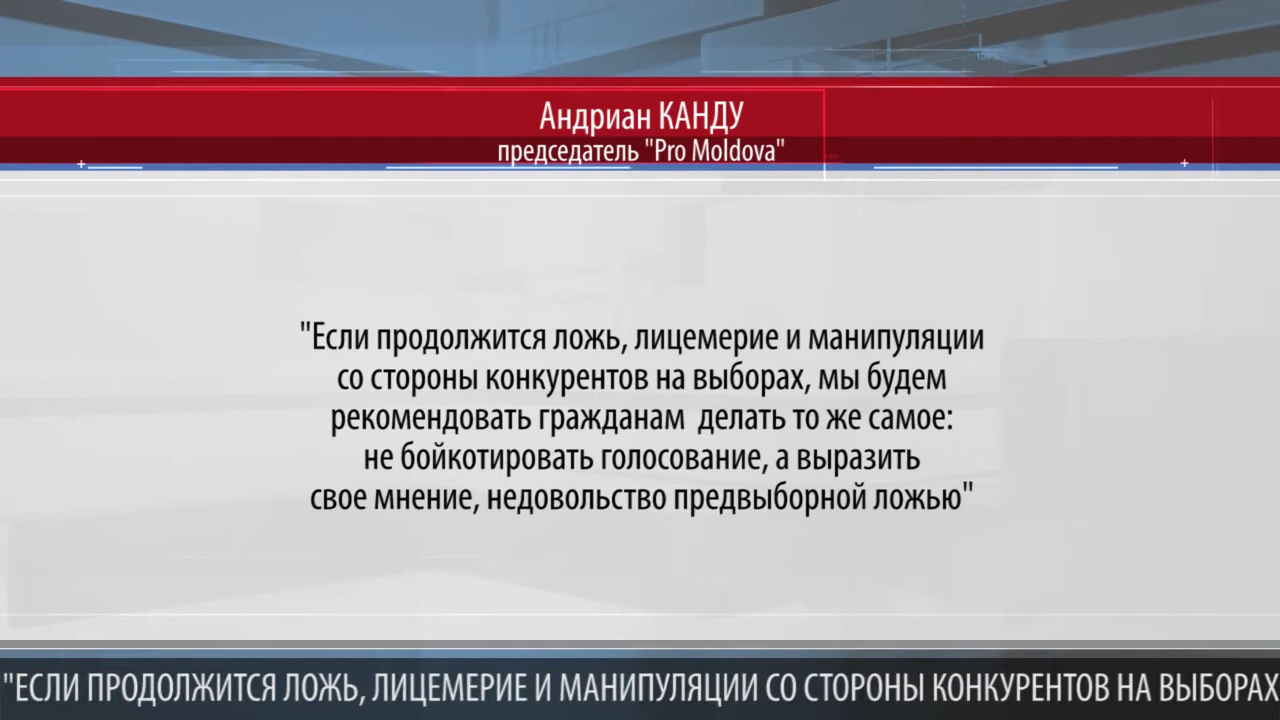 Андриан КАНДУ
председатель "Pro Moldova"
"Если продолжится ложь, лицемерие и манипуляции
со стороны конкурентов на выборах, мы будем
рекомендовать гражданам делать то же самое:
не бойкотировать голосование, а выразить
свое мнение, недовольство предвыборной ложью"
"ЕСЛИ ПРОДОЛЖИТСЯ ЛОЖЬ, ЛИЦЕМЕРИЕ И МАНИПУЛЯЦИИ СО СТОРОНЫ КОНКУРЕНТОВ НА ВЫБОРАХ